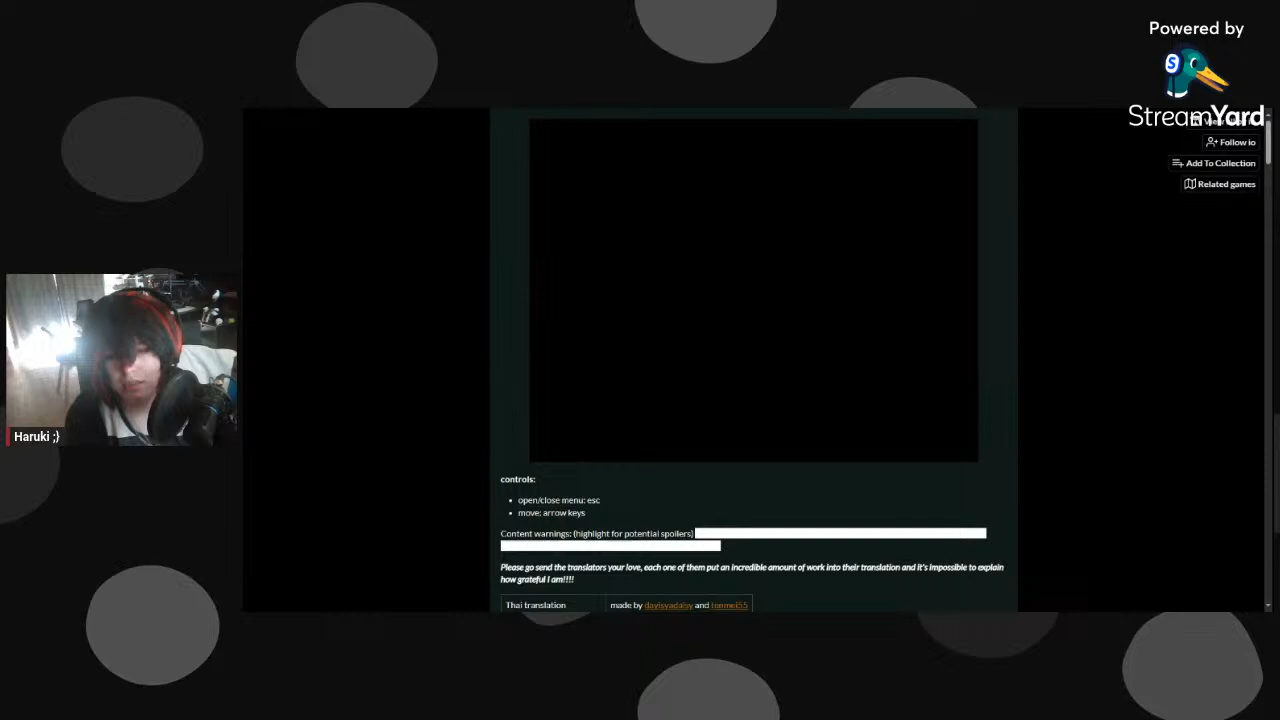 Powered by
StreamYard
Follow io
Add To Collection
Related games
controls:
open/close menu: esc
move: arrow keys
Content warnings: (highlight for potential spoilers)
Please go send the translators your love, each one of them put an incredible amount of work into their translation and it's impossible to explain
how grateful I am!!!!
Thai translation made by dayisyadaisy and tonmei55
Haruki ;}